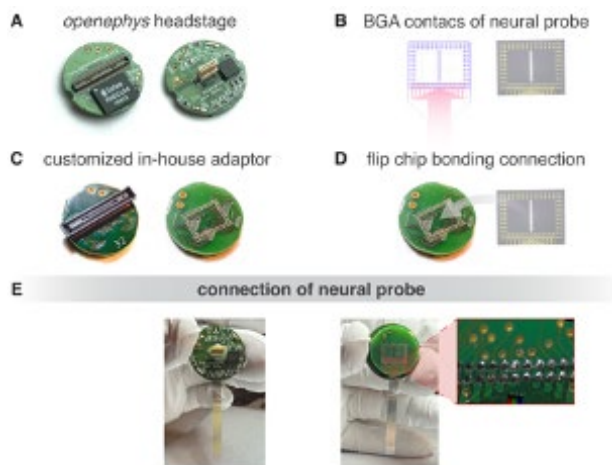 A openephys headstage
B BGA contacs of neural probe
C customized in-house adaptor
D flip chip bonding connection
E connection of neural probe